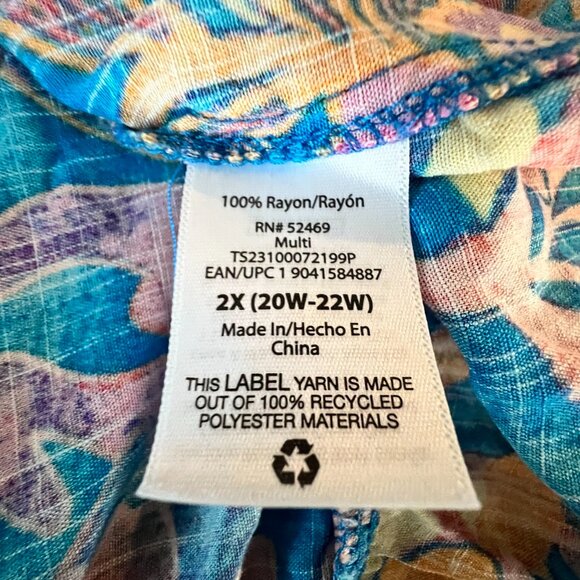 100% Rayon/Rayón
RN# 52469
Multi
TS23100072199P
EAN/UPC 1 9041584887
2X (20W-22W)
Made In/Hecho En
China
THIS LABEL YARN IS MADE
OUT OF 100% RECYCLED
POLYESTER MATERIALS